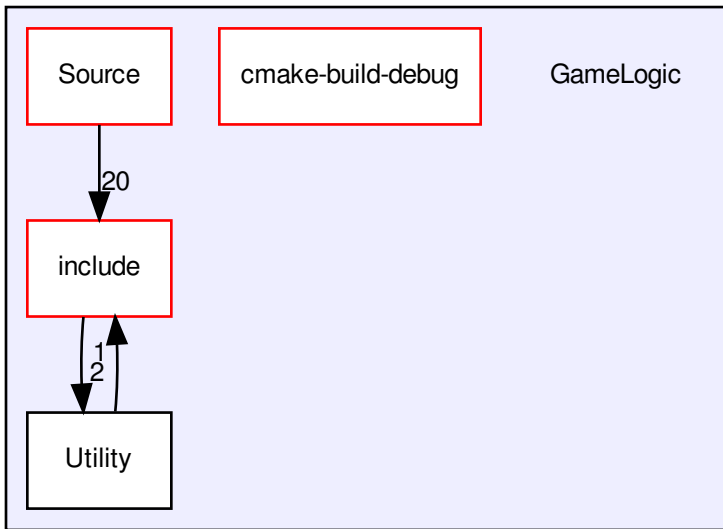 Source
cmake-build-debug
GameLogic
20
include
1
2
Utility